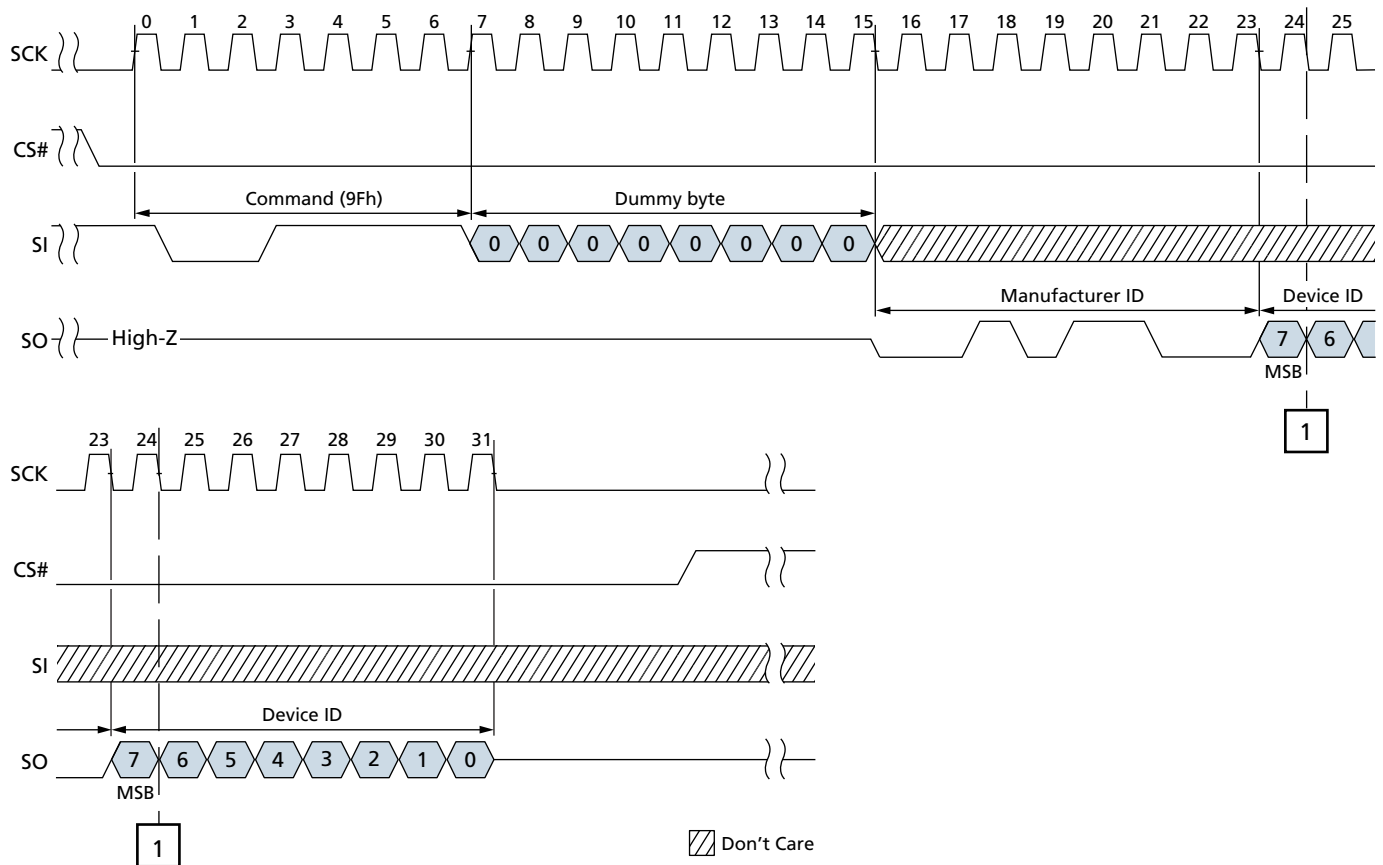 0 1 2 3 4 5 6 7 8 9 10 11 12 13 14 15 16 17 18 19 20 21 22 23 24 25
SCK
CS#
Command (9Fh) Dummy byte
SI 0 0 0 0 0 0 0 0
Manufacturer ID Device ID
SO High-Z 7 6
MSB
1
23 24 25 26 27 28 29 30 31
SCK
CS#
SI
Device ID
SO 7 6 5 4 3 2 1 0
MSB
1
Don't Care